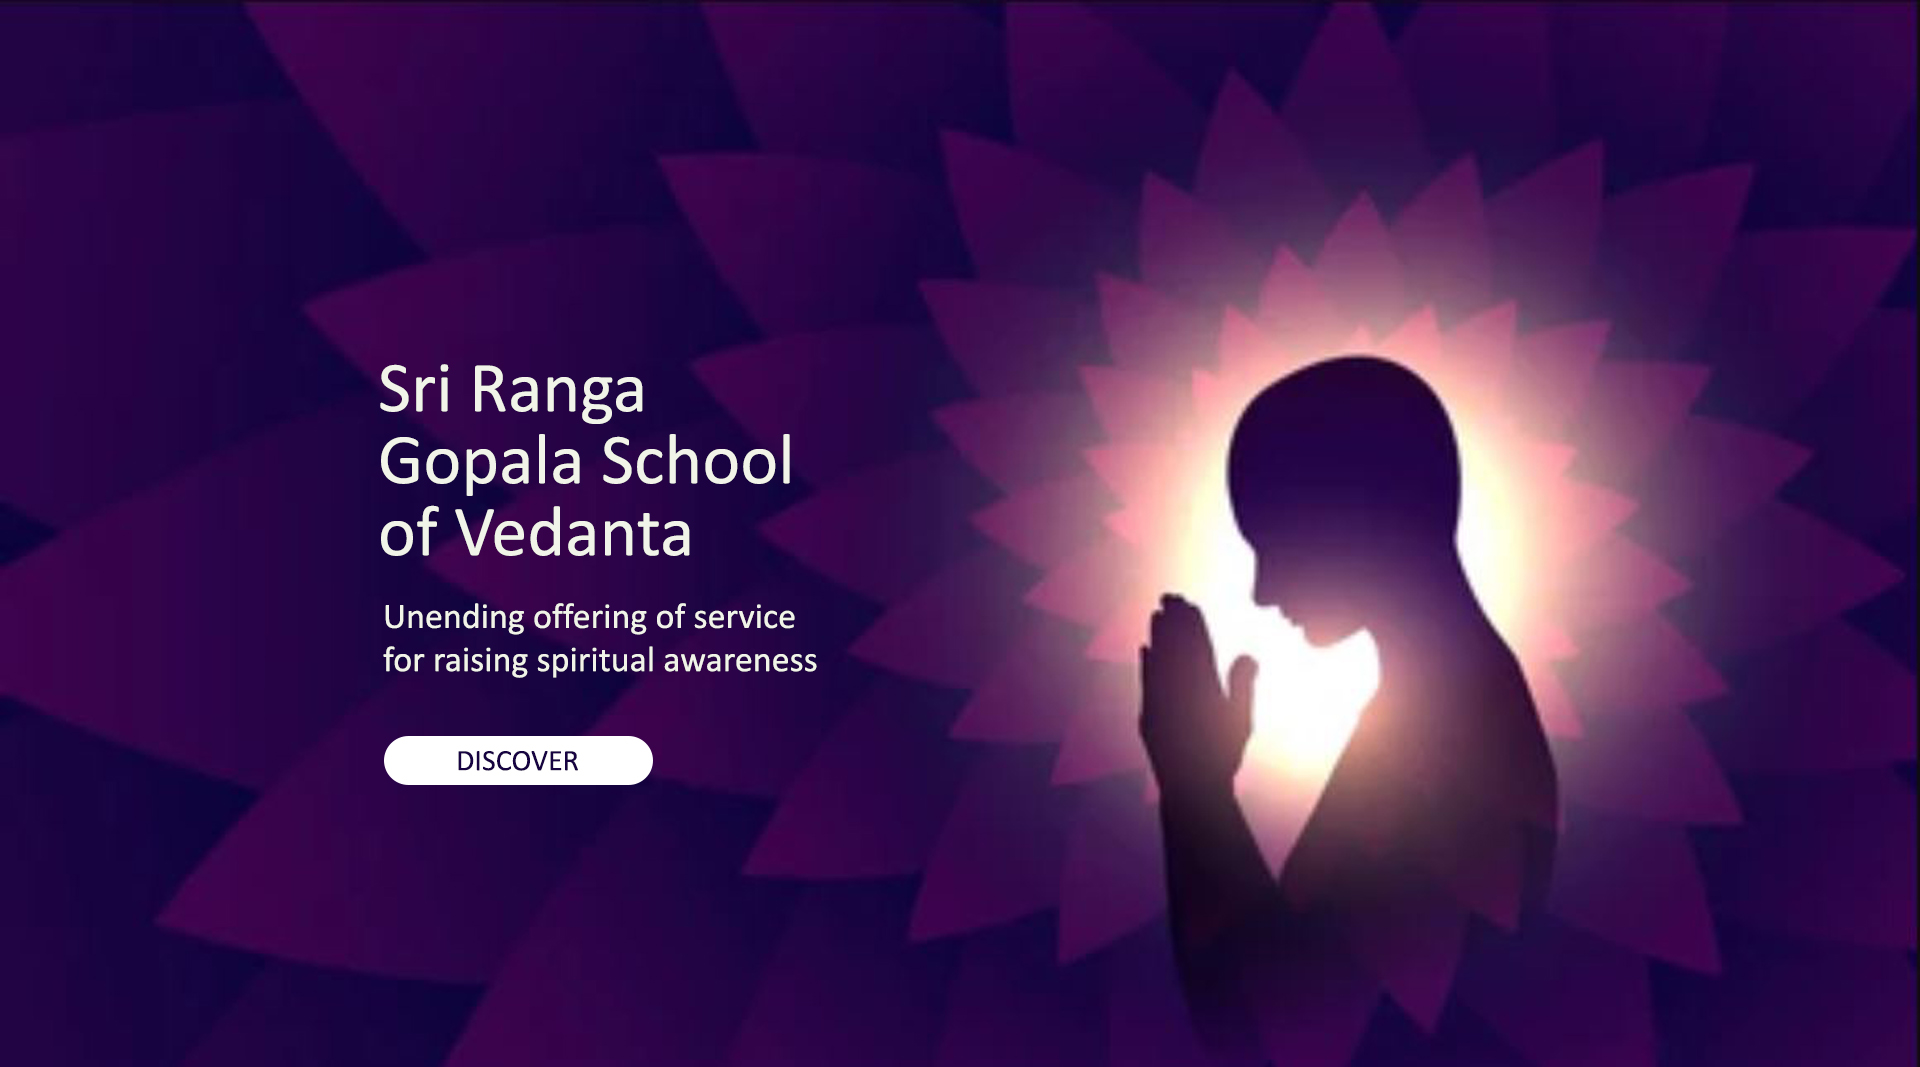 Sri Ranga
Gopala School
of Vedanta
Unending offering of service
for raising spiritual awareness
DISCOVER